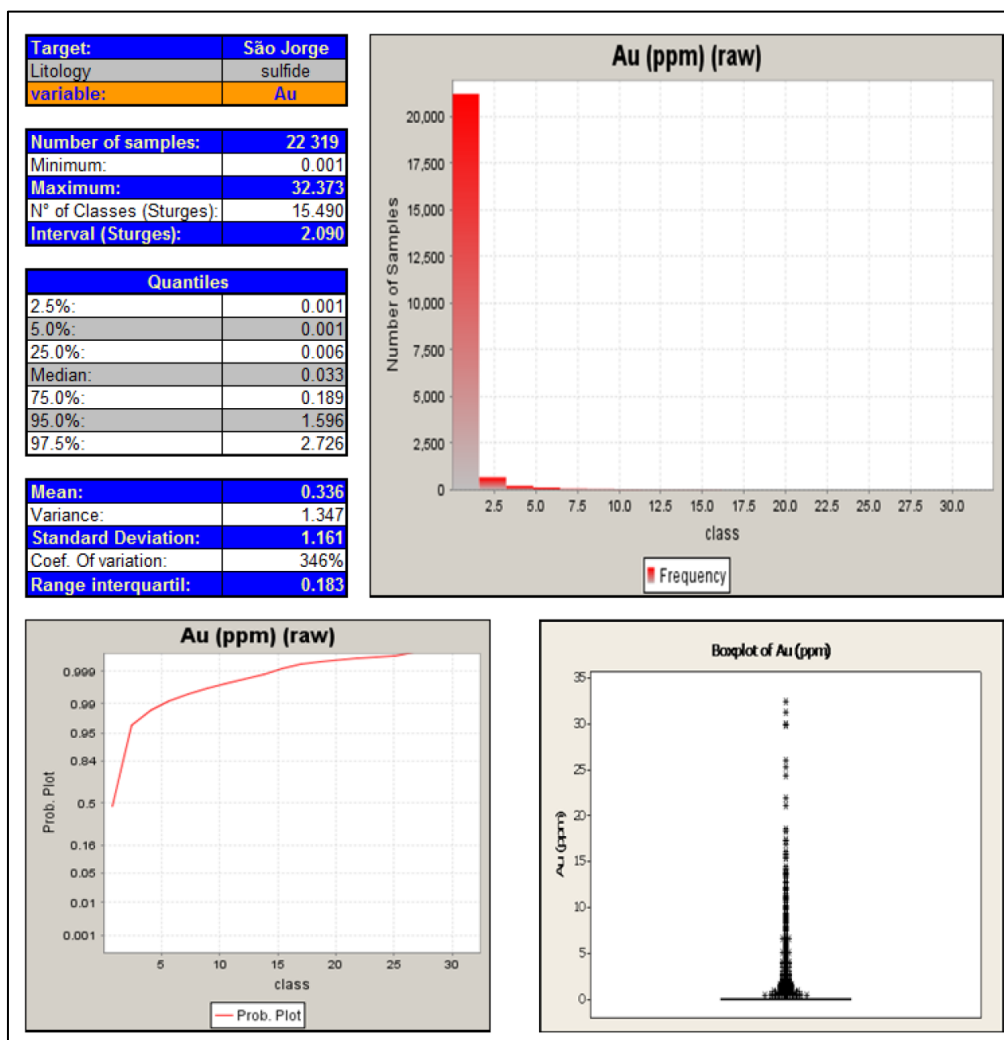 Target: São Jorge
Litology sulfide
variable: Au
Number of samples: 22 319
Minimum: 0.001
Maximum: 32.373
N° of Classes (Sturges): 15.490
Interval (Sturges): 2.090
Quantiles
2.5%: 0.001
5.0%: 0.001
25.0%: 0.006
Median: 0.033
75.0%: 0.189
95.0%: 1.596
97.5%: 2.726
Mean: 0.336
Variance: 1.347
Standard Deviation: 1.161
Coef. Of variation: 346%
Range interquartil: 0.183
Au (ppm) (raw)
Number of Samples
20,000
17,500
15,000
12,500
10,000
7,500
5,000
2,500
0
2.5 5.0 7.5 10.0 12.5 15.0 17.5 20.0 22.5 25.0 27.5 30.0
class
Frequency
Au (ppm) (raw)
Prob. Plot
0.999
0.99
0.95
0.84
0.5
0.16
0.05
0.01
0.001
5 10 15 20 25 30
class
Prob. Plot
Boxplot of Au (ppm)
Au (ppm)
35
30
25
20
15
10
5
0